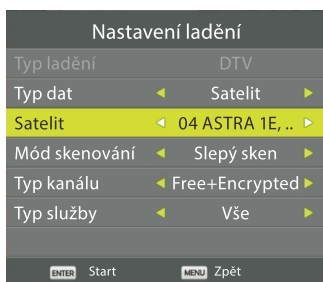 Nastavení ladění
Typ ladění DTV
Typ dat Satelit
Satelit 04 ASTRA 1E, ..
Mód skenování Slepý sken
Typ kanálu Free+Encrypted
Typ služby Vše
ENTER Start MENU Zpět